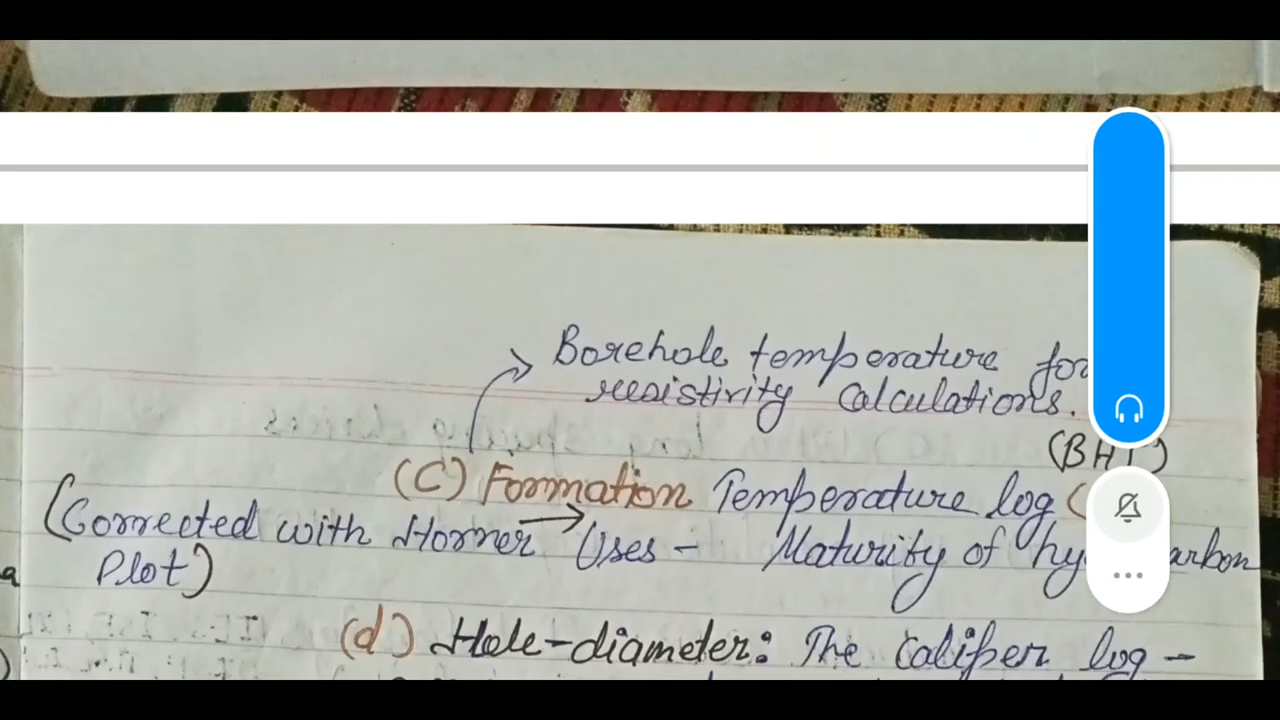 Borehole temperature for
resistivity Calculations.
(BHT)
(C) Formation Temperature log (
(Corrected with Horner → Uses - Maturity of hy arbon
Plot)
(d) Hole-diameter: The Caliper log -